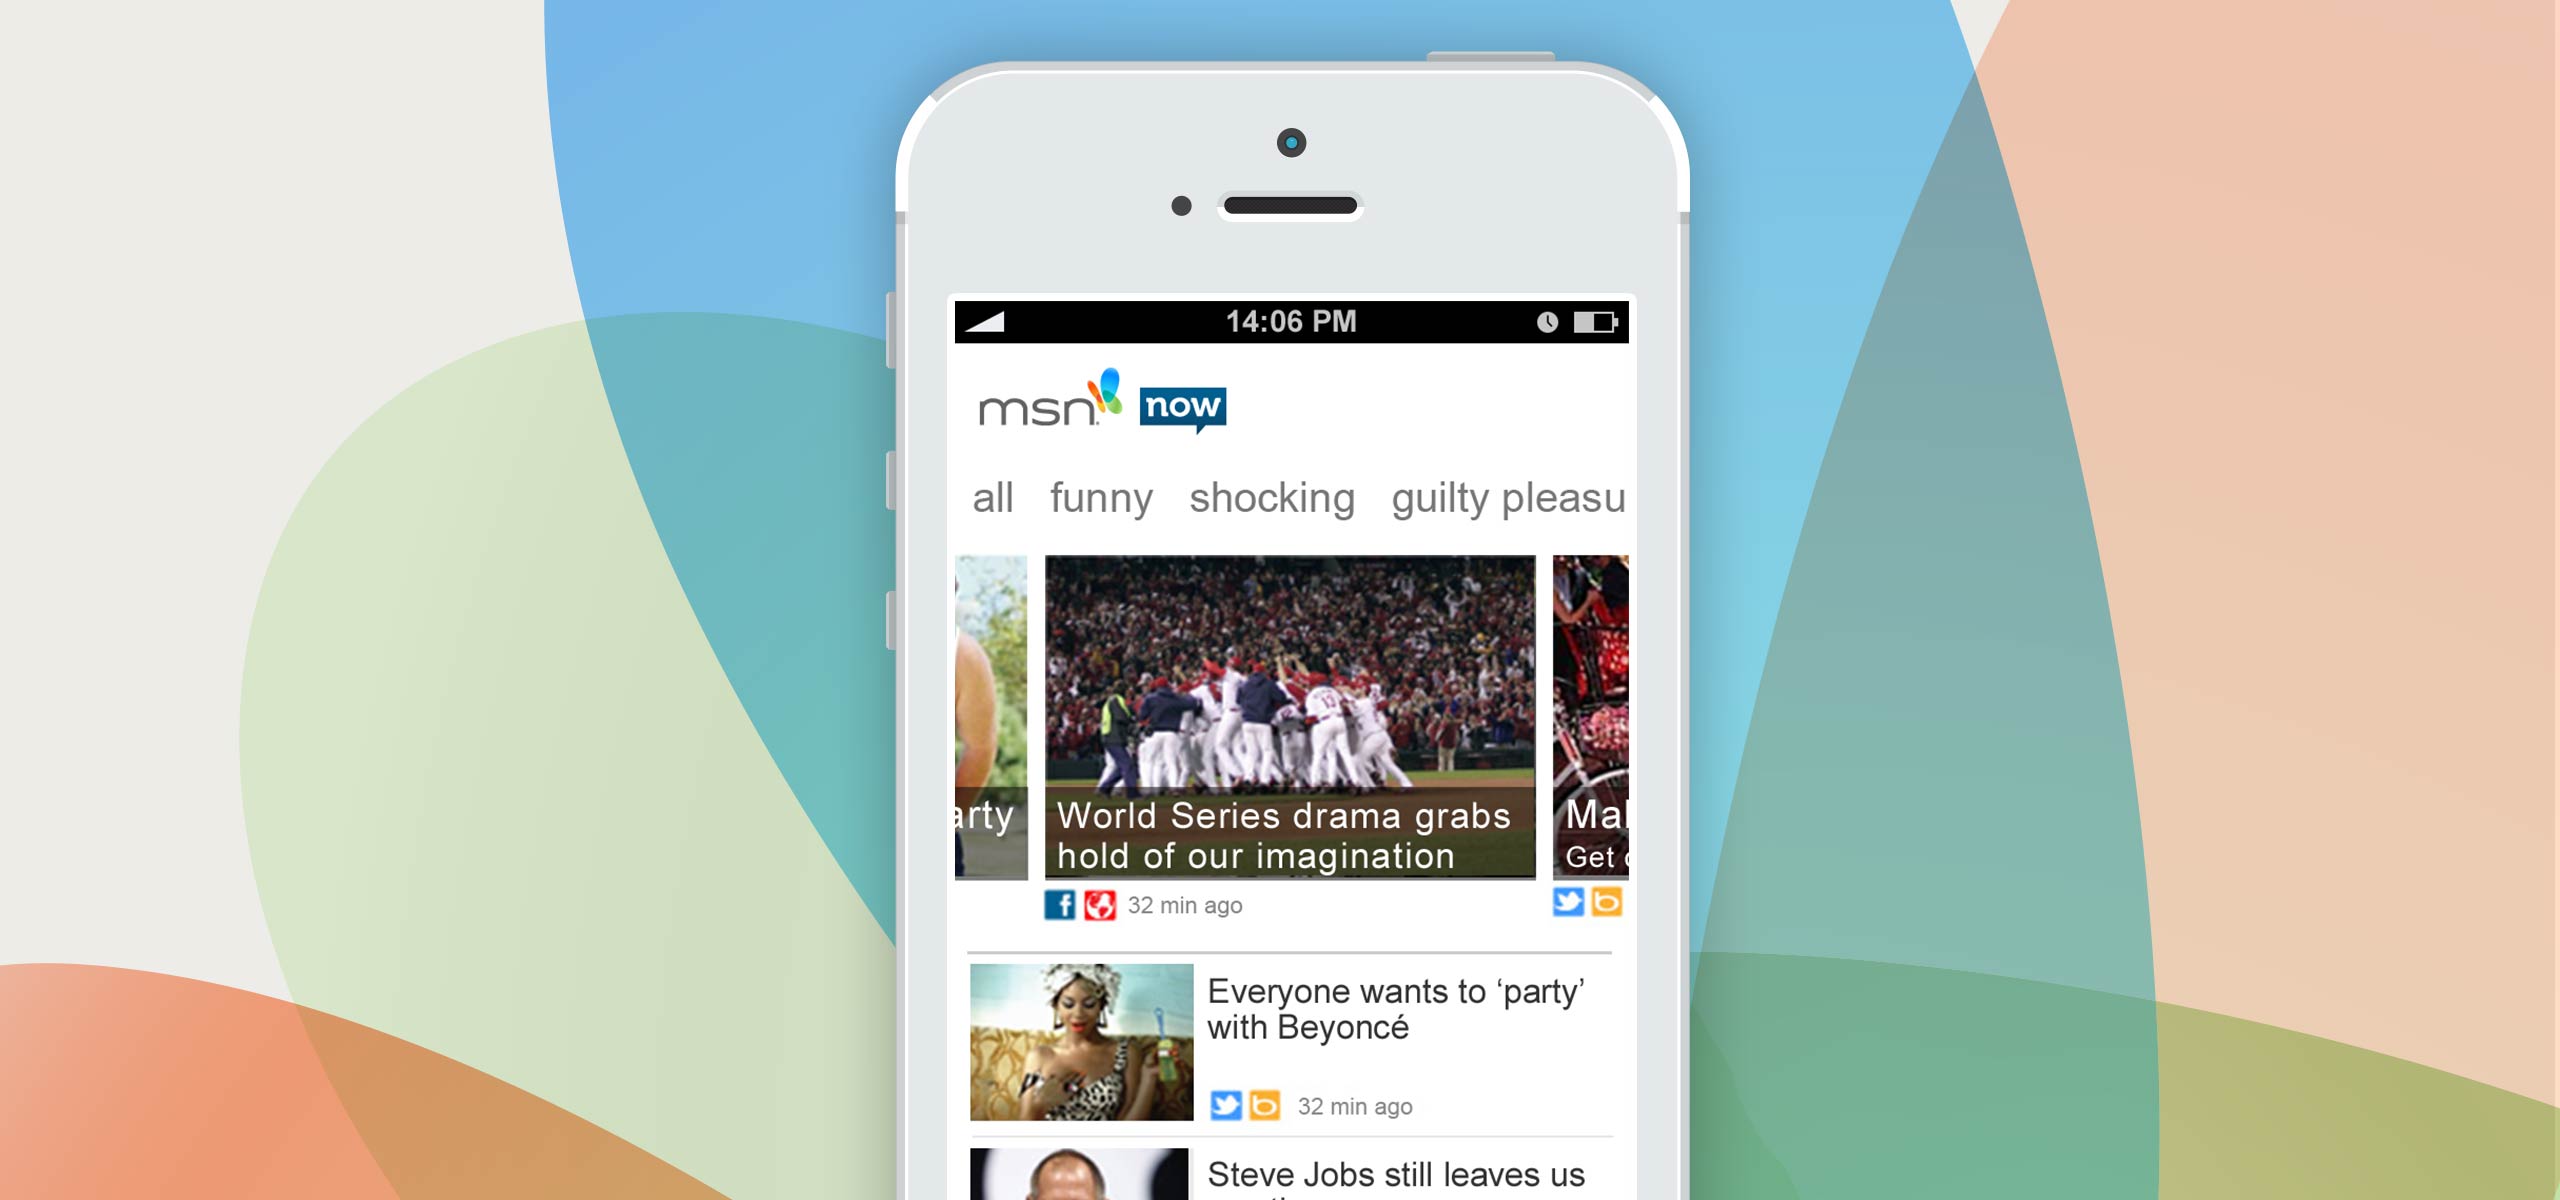 14:06 PM
msn
now
all funny shocking guilty pleasu
arty
World Series drama grabs
hold of our imagination
Mal
Get
32 min ago
Everyone wants to ‘party’
with Beyoncé
32 min ago
Steve Jobs still leaves us